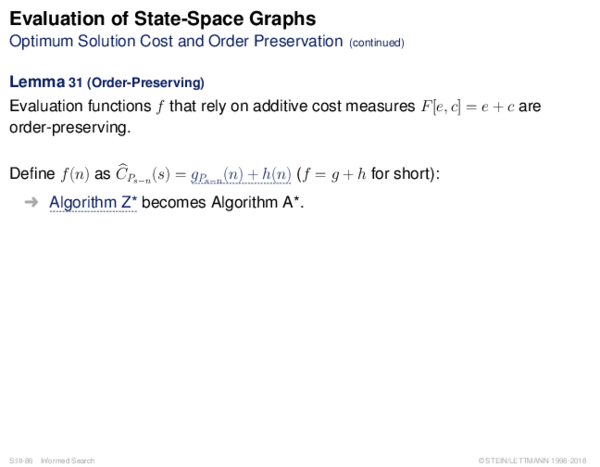 Evaluation of State-Space Graphs
Optimum Solution Cost and Order Preservation (continued)
Lemma 31 (Order-Preserving)
Evaluation functions f that rely on additive cost measures F[e, c] = e + c are
order-preserving.
Define f(n) as Ĉ_{P_{s−n}}(s) = g_{P_{s−n}}(n) + h(n) (f = g + h for short):
➜ Algorithm Z* becomes Algorithm A*.
S:II-86 Informed Search ©STEIN/LETTMANN 1998-2018